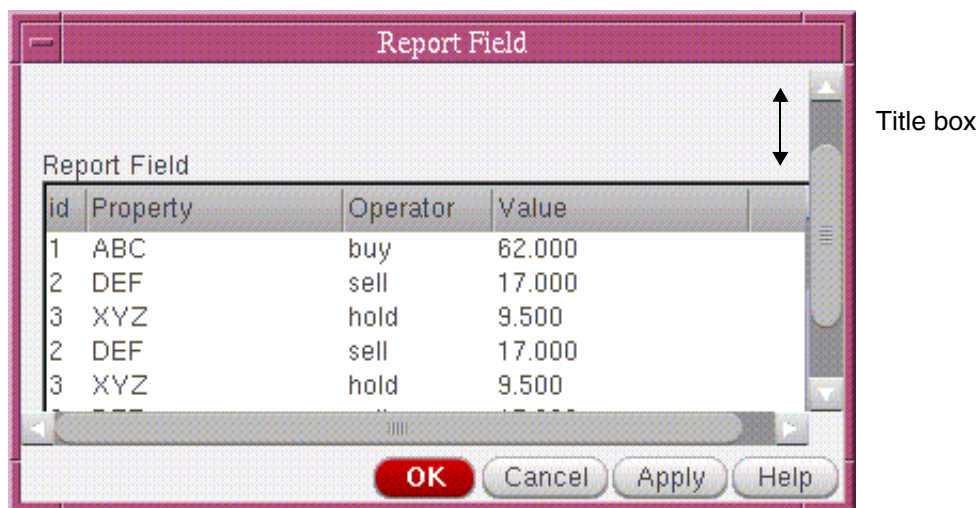 Report Field
Title box
Report Field
id Property Operator Value
1 ABC buy 62.000
2 DEF sell 17.000
3 XYZ hold 9.500
2 DEF sell 17.000
3 XYZ hold 9.500
OK Cancel Apply Help